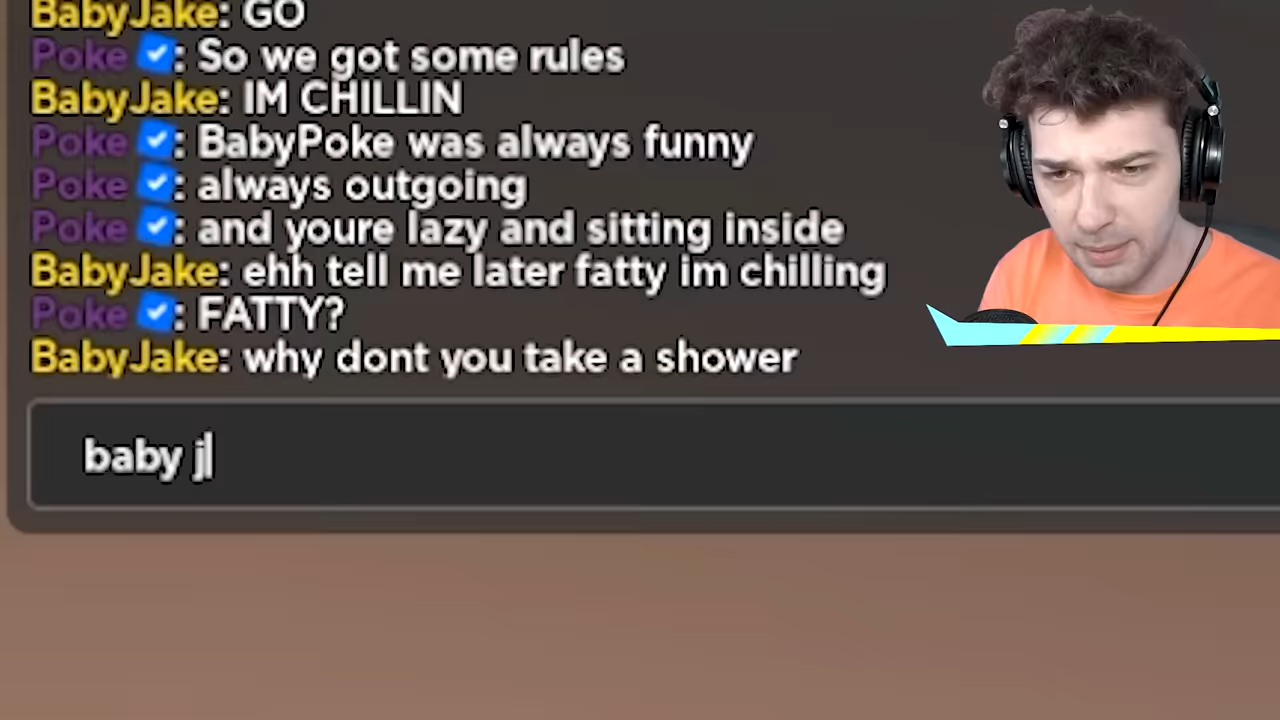 BabyJake: GO
Poke: So we got some rules
BabyJake: IM CHILLIN
Poke: BabyPoke was always funny
Poke: always outgoing
Poke: and youre lazy and sitting inside
BabyJake: ehh tell me later fatty im chilling
Poke: FATTY?
BabyJake: why dont you take a shower
baby j